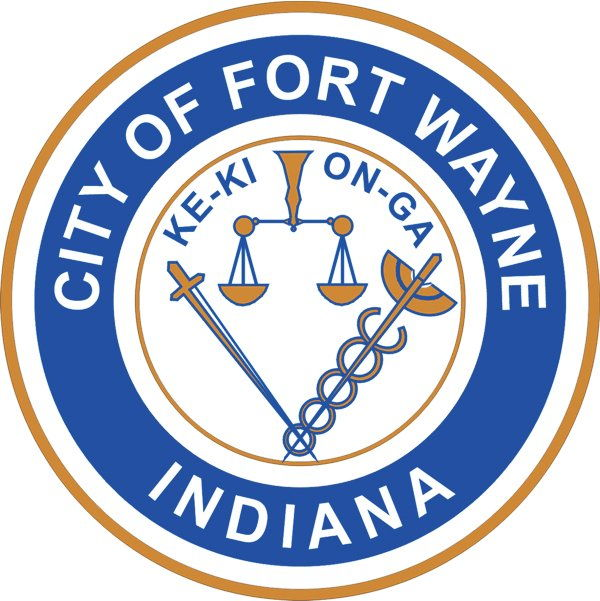 CITY OF FORT WAYNE
KE-KI ON-GA
INDIANA